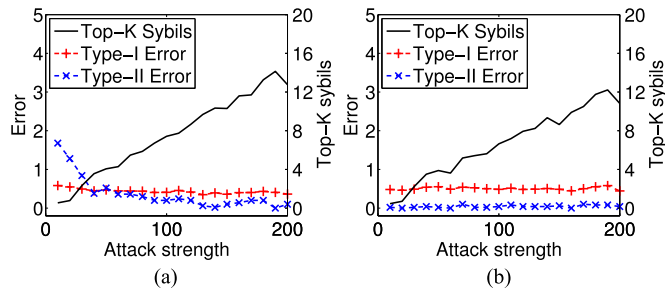 5 20
Top-K Sybils
Type-I Error
Type-II Error
4 16
3 12
2 8
1 4
0 0
0 100 200
Error
Top-K sybils
Attack strength
(a)
5 20
Top-K Sybils
Type-I Error
Type-II Error
4 16
3 12
2 8
1 4
0 0
0 100 200
Error
Top-K sybils
Attack strength
(b)